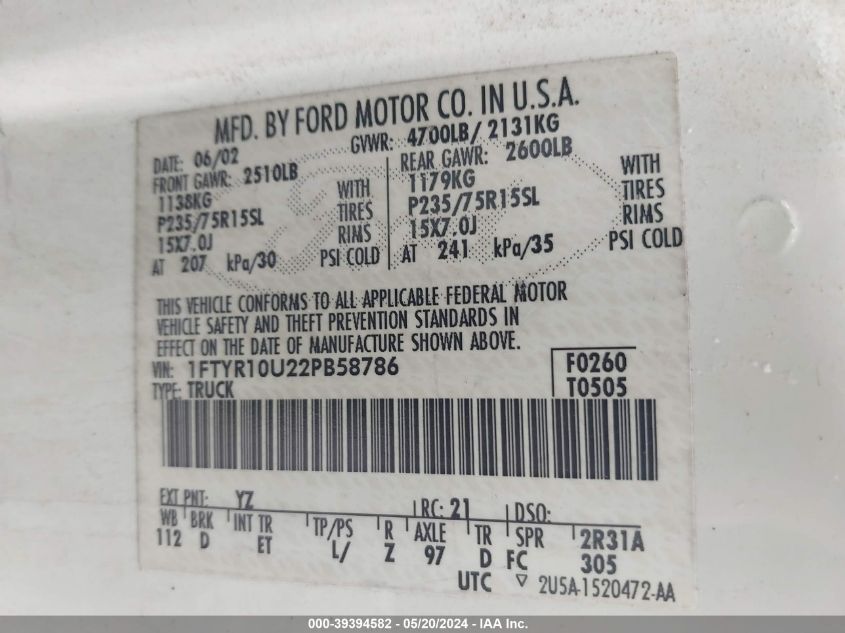 MFD. BY FORD MOTOR CO. IN U.S.A.
DATE: 06/02 GVWR: 4700LB/ 2131KG
FRONT GAWR: 2510LB REAR GAWR: 2600LB
1138KG WITH 1179KG WITH
P235/75R15SL TIRES P235/75R15SL TIRES
15X7.0J RIMS 15X7.0J RIMS
AT 207 kPa/30 PSI COLD AT 241 kPa/35 PSI COLD
THIS VEHICLE CONFORMS TO ALL APPLICABLE FEDERAL MOTOR
VEHICLE SAFETY AND THEFT PREVENTION STANDARDS IN
EFFECT ON THE DATE OF MANUFACTURE SHOWN ABOVE.
VIN: 1FTYR10U22PB58786 F0260
TYPE: TRUCK T0505
EXT PNT: YZ RC: 21 DSO:
WB BRK INT TR TP/PS R AXLE TR SPR 2R31A
112 D ET L/ Z 97 D FC 305
UTC ▽ 2U5A-1520472-AA
000-39394582 - 05/20/2024 - IAA Inc.